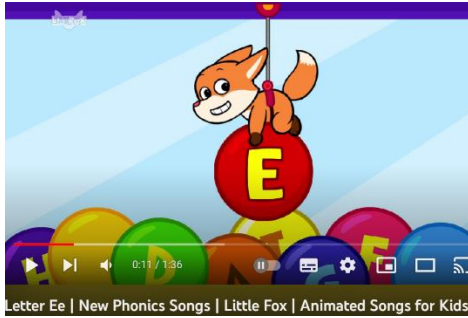 E
0:11 / 1:36
Letter Ee | New Phonics Songs | Little Fox | Animated Songs for Kids